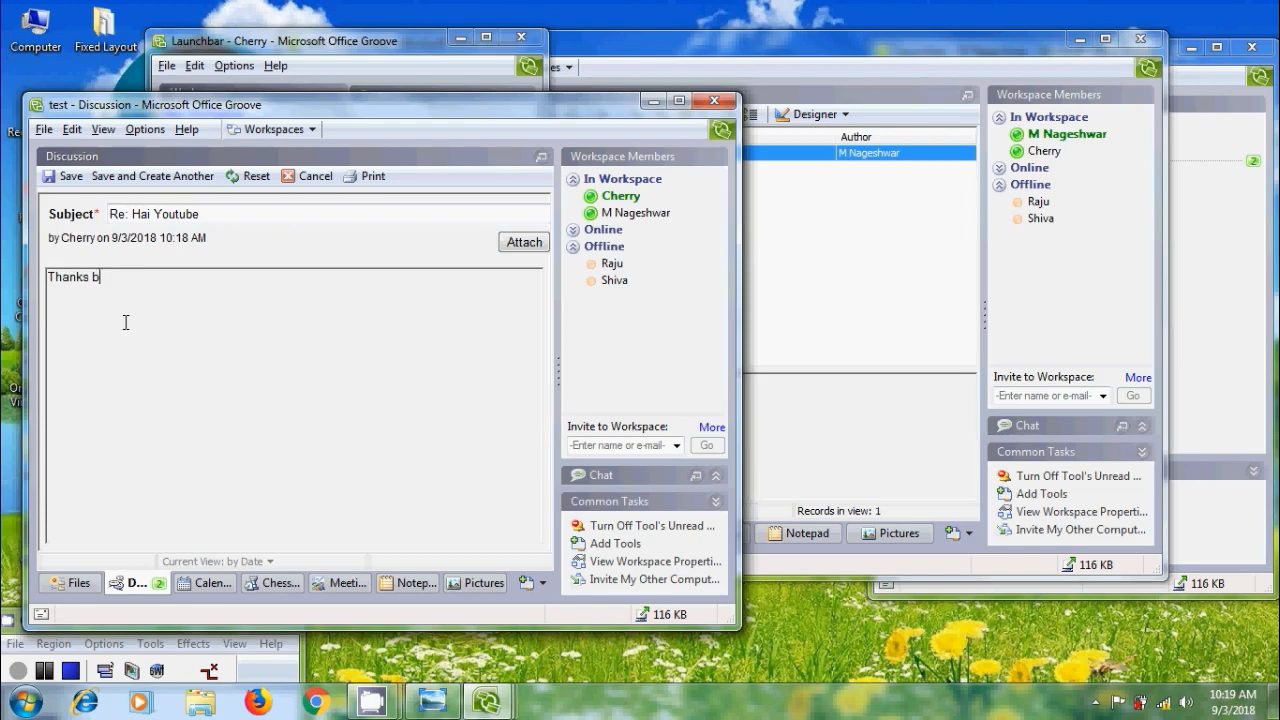 Computer
Fixed Layout
Launchbar - Cherry - Microsoft Office Groove
File Edit Options Help
test - Discussion - Microsoft Office Groove
File Edit View Options Help Workspaces
Discussion
Save Save and Create Another Reset Cancel Print
Subject* Re: Hai Youtube
by Cherry on 9/3/2018 10:18 AM
Attach
Thanks b
Current View: by Date
Files D... 2 Calen... Chess... Meeti... Notep... Pictures
Workspace Members
In Workspace
Cherry
M Nageshwar
Online
Offline
Raju
Shiva
Invite to Workspace: More
-Enter name or e-mail- Go
Chat
Common Tasks
Turn Off Tool's Unread ...
Add Tools
View Workspace Properti...
Invite My Other Comput...
116 KB
Designer
Author
M Nageshwar
Records in view: 1
Notepad Pictures
Workspace Members
In Workspace
M Nageshwar
Cherry
Online
Offline
Raju
Shiva
Invite to Workspace: More
-Enter name or e-mail- Go
Chat
Common Tasks
Turn Off Tool's Unread ...
Add Tools
View Workspace Properti...
Invite My Other Comput...
116 KB
2
116 KB
File Region Options Tools Effects View Help
10:19 AM
9/3/2018